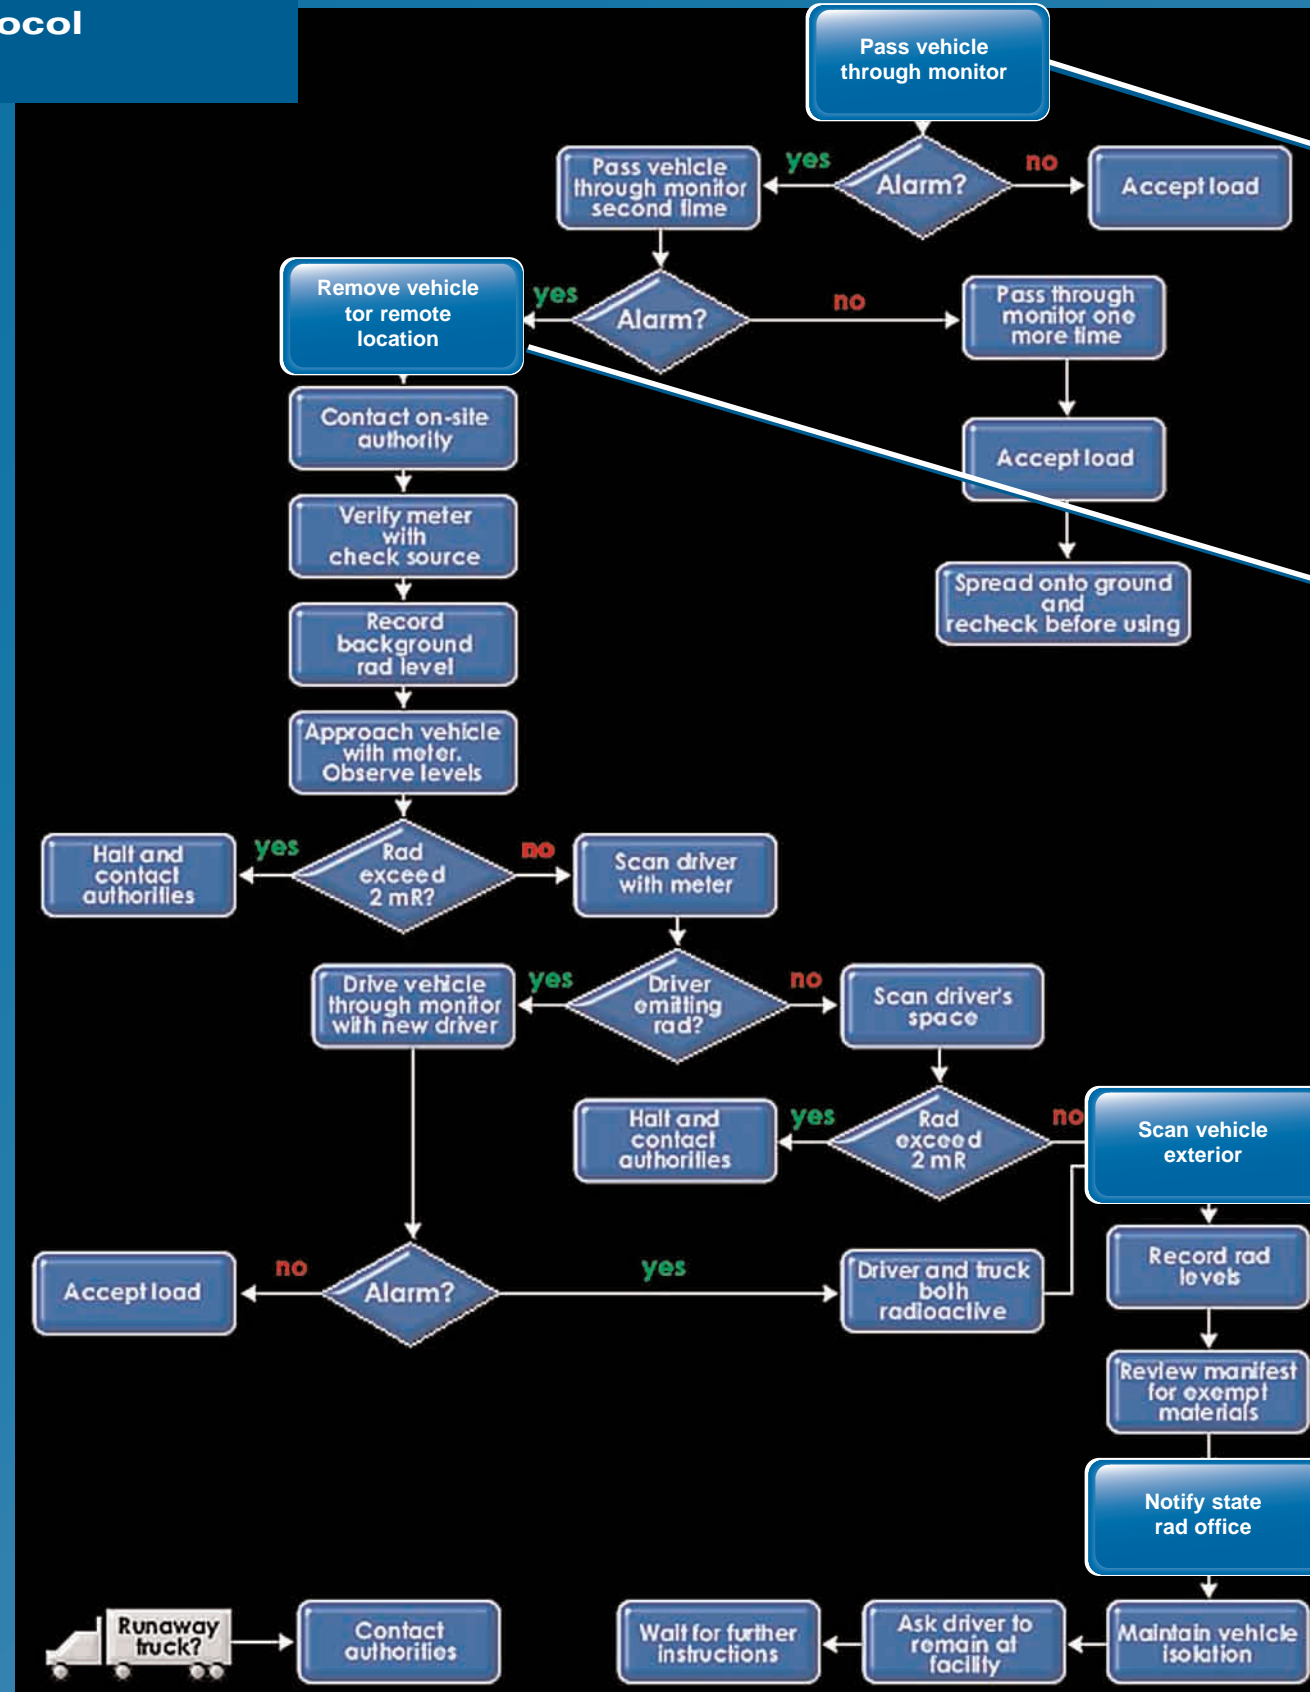 ocol
Pass vehicle
through monitor
Pass vehicle
through monitor
second time
yes
Alarm?
no
Accept load
Remove vehicle
tor remote
location
yes
Alarm?
no
Pass through
monitor one
more time
Contact on-site
authority
Accept load
Verify meter
with
check source
Spread onto ground
and
recheck before using
Record
background
rad level
Approach vehicle
with meter.
Observe levels
Halt and
contact
authorities
yes
Rad
exceed
2 mR?
no
Scan driver
with meter
Drive vehicle
through monitor
with new driver
yes
Driver
emitting
rad?
no
Scan driver's
space
Halt and
contact
authorities
yes
Rad
exceed
2 mR
no
Scan vehicle
exterior
Accept load
no
Alarm?
yes
Driver and truck
both
radioactive
Record rad
levels
Review manifest
for exempt
materials
Notify state
rad office
Runaway
truck?
Contact
authorities
Wait for further
instructions
Ask driver to
remain at
facility
Maintain vehicle
isolation